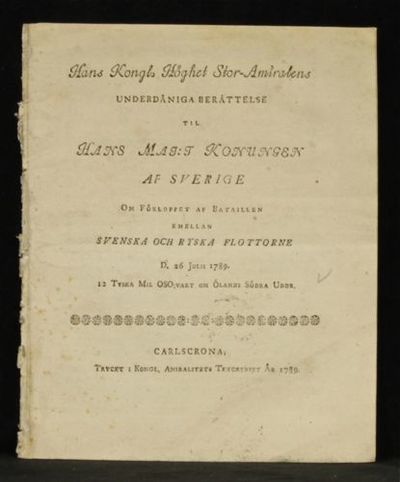 Hans Kongl. Höghet Stor-Amiralens
UNDERDÅNIGA BERÄTTELSE
TIL
HANS MAJ:T KONUNGEN
AF SVERIGE
OM FÖRLOPPET AF BATAILLEN
EMELLAN
SVENSKA OCH RYSKA FLOTTORNE
D. 26 JULII 1789.
12 TYSKA MIL OSO:VART OM ÖLANDS SÖDRA UDDE.
CARLSCRONA,
TRYCKT I KONGL. AMIRALITETS TRYCKERIET ÅR 1789.